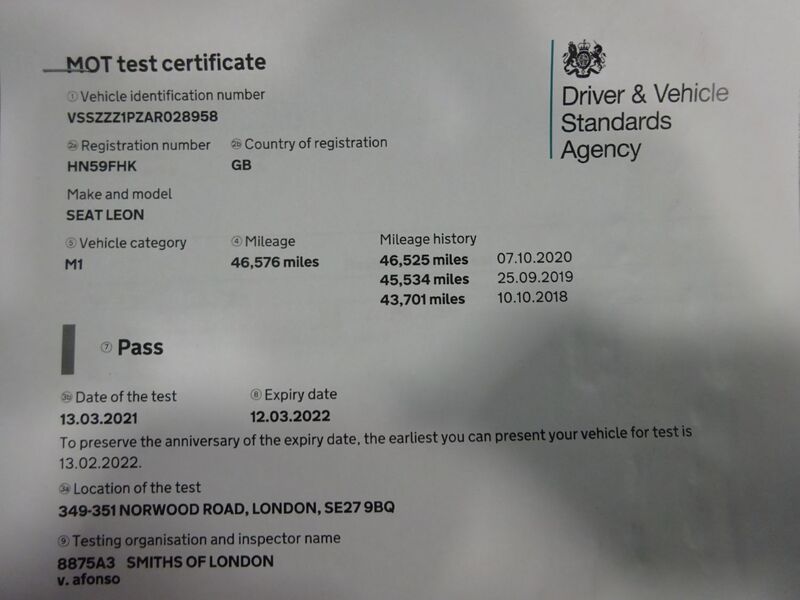 MOT test certificate
① Vehicle identification number
VSSZZZ1PZAR028958
Driver & Vehicle
Standards
Agency
2a Registration number 2b Country of registration
HN59FHK GB
Make and model
SEAT LEON
⑤ Vehicle category ④ Mileage Mileage history
M1 46,576 miles 46,525 miles 07.10.2020
45,534 miles 25.09.2019
43,701 miles 10.10.2018
⑦ Pass
3b Date of the test ⑧ Expiry date
13.03.2021 12.03.2022
To preserve the anniversary of the expiry date, the earliest you can present your vehicle for test is
13.02.2022.
3a Location of the test
349-351 NORWOOD ROAD, LONDON, SE27 9BQ
⑨ Testing organisation and inspector name
8875A3 SMITHS OF LONDON
v. afonso